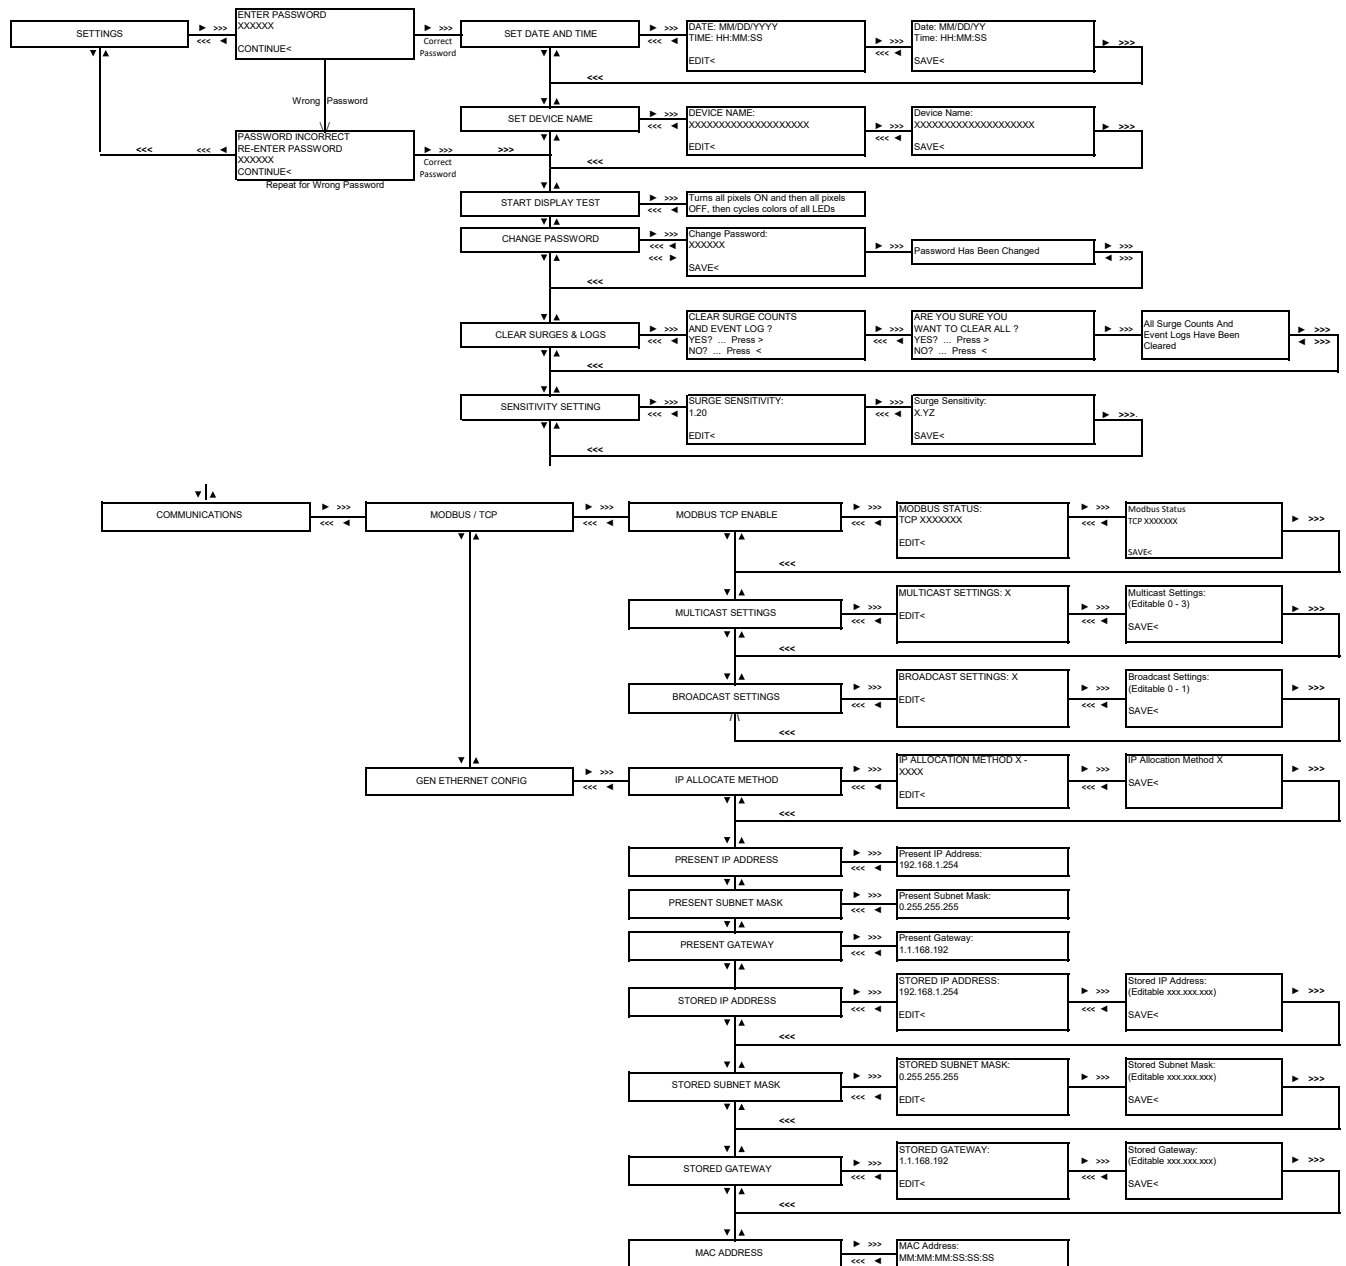 SETTINGS
► >>>
<<< ◄
ENTER PASSWORD
XXXXXX
CONTINUE<
► >>>
Correct
Password
SET DATE AND TIME
► >>>
<<< ◄
DATE: MM/DD/YYYY
TIME: HH:MM:SS
EDIT<
► >>>
<<< ◄
Date: MM/DD/YY
Time: HH:MM:SS
SAVE<
► >>>
▼ ▲
▼ ▲
<<<
Wrong Password
▼ ▲
SET DEVICE NAME
► >>>
<<< ◄
DEVICE NAME:
XXXXXXXXXXXXXXXXXXXX
EDIT<
► >>>
<<< ◄
Device Name:
XXXXXXXXXXXXXXXXXXXX
SAVE<
► >>>
▼ ▲
<<<
<<<
<<< ◄
PASSWORD INCORRECT
RE-ENTER PASSWORD
XXXXXX
CONTINUE<
Repeat for Wrong Password
► >>>
Correct
Password
>>>
▼ ▲
START DISPLAY TEST
► >>>
<<< ◄
Turns all pixels ON and then all pixels
OFF, then cycles colors of all LEDs
▼ ▲
CHANGE PASSWORD
► >>>
<<< ◄
<<< ►
Change Password:
XXXXXX
SAVE<
► >>>
Password Has Been Changed
► >>>
◄ >>>
▼ ▲
<<<
▼ ▲
CLEAR SURGES & LOGS
► >>>
<<< ◄
CLEAR SURGE COUNTS
AND EVENT LOG ?
YES? ... Press >
NO? ... Press <
► >>>
<<< ◄
ARE YOU SURE YOU
WANT TO CLEAR ALL ?
YES? ... Press >
NO? ... Press <
► >>>
All Surge Counts And
Event Logs Have Been
Cleared
► >>>
◄ >>>
▼ ▲
<<<
▼ ▲
SENSITIVITY SETTING
► >>>
<<< ◄
SURGE SENSITIVITY:
1.20
EDIT<
► >>>
<<< ◄
Surge Sensitivity:
X.YZ
SAVE<
► >>>.
▼ ▲
<<<
▼ ▲
COMMUNICATIONS
► >>>
<<< ◄
MODBUS / TCP
► >>>
<<< ◄
MODBUS TCP ENABLE
► >>>
<<< ◄
MODBUS STATUS:
TCP XXXXXXX
EDIT<
► >>>
<<< ◄
Modbus Status
TCP XXXXXXX
SAVE<
► >>>
▼ ▲
▼ ▲
<<<
▼ ▲
MULTICAST SETTINGS
► >>>
<<< ◄
MULTICAST SETTINGS: X
EDIT<
► >>>
<<< ◄
Multicast Settings:
(Editable 0 - 3)
SAVE<
► >>>
▼ ▲
<<<
▼ ▲
BROADCAST SETTINGS
► >>>
<<< ◄
BROADCAST SETTINGS: X
EDIT<
► >>>
<<< ◄
Broadcast Settings:
(Editable 0 - 1)
SAVE<
► >>>
<<<
▼ ▲
GEN ETHERNET CONFIG
► >>>
<<< ◄
IP ALLOCATE METHOD
► >>>
<<< ◄
IP ALLOCATION METHOD X -
XXXX
EDIT<
► >>>
<<< ◄
IP Allocation Method X
SAVE<
► >>>
▼ ▲
<<<
▼ ▲
PRESENT IP ADDRESS
► >>>
<<< ◄
Present IP Address:
192.168.1.254
▼ ▲
PRESENT SUBNET MASK
► >>>
<<< ◄
Present Subnet Mask:
0.255.255.255
▼ ▲
PRESENT GATEWAY
► >>>
<<< ◄
Present Gateway:
1.1.168.192
▼ ▲
STORED IP ADDRESS
► >>>
<<< ◄
STORED IP ADDRESS:
192.168.1.254
EDIT<
► >>>
<<< ◄
Stored IP Address:
(Editable xxx.xxx.xxx)
SAVE<
► >>>
▼ ▲
<<<
▼ ▲
STORED SUBNET MASK
► >>>
<<< ◄
STORED SUBNET MASK:
0.255.255.255
EDIT<
► >>>
<<< ◄
Stored Subnet Mask:
(Editable xxx.xxx.xxx)
SAVE<
► >>>
▼ ▲
<<<
▼ ▲
STORED GATEWAY
► >>>
<<< ◄
STORED GATEWAY:
1.1.168.192
EDIT<
► >>>
<<< ◄
Stored Gateway:
(Editable xxx.xxx.xxx)
SAVE<
► >>>
▼ ▲
<<<
▼ ▲
MAC ADDRESS
► >>>
<<< ◄
MAC Address:
MM:MM:MM:SS:SS:SS